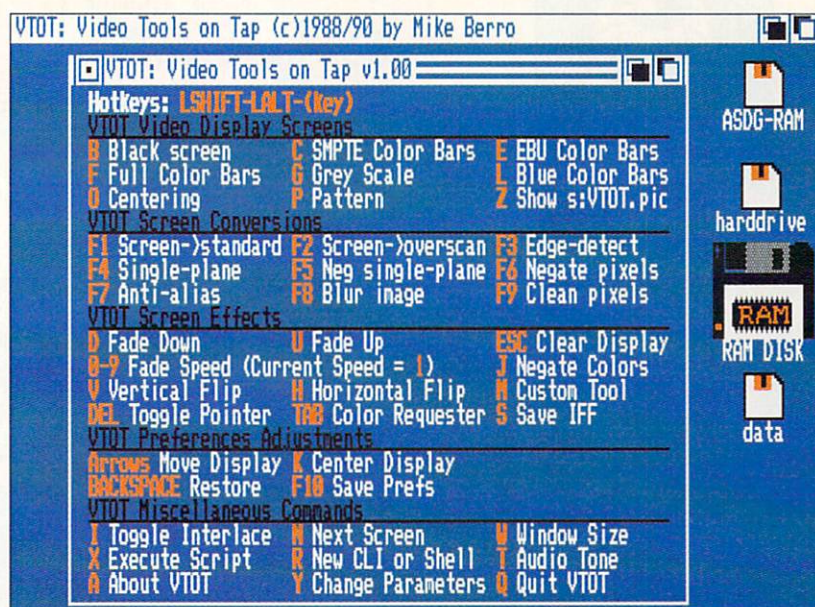 VTOT: Video Tools on Tap (c)1988/90 by Mike Berro
VTOT: Video Tools on Tap v1.00
HotKeys: LSHIFT-LALT-(Key)
VTOT Video Display Screens
B Black screen C SMPTE Color Bars E EBU Color Bars
F Full Color Bars G Grey Scale L Blue Color Bars
O Centering P Pattern Z Show s:VTOT.pic
VTOT Screen Conversions
F1 Screen->standard F2 Screen->overscan F3 Edge-detect
F4 Single-plane F5 Neg single-plane F6 Negate pixels
F7 Anti-alias F8 Blur image F9 Clean pixels
VTOT Screen Effects
D Fade Down U Fade Up ESC Clear Display
0-9 Fade Speed (Current Speed = 1) J Negate Colors
V Vertical Flip H Horizontal Flip M Custom Tool
DEL Toggle Pointer TAB Color Requester S Save IFF
VTOT Preferences Adjustments
Arrows Move Display K Center Display
BACKSPACE Restore F10 Save Prefs
VTOT Miscellaneous Commands
I Toggle Interlace N Next Screen W Window Size
X Execute Script R New CLI or Shell T Audio Tone
A About VTOT Y Change Parameters Q Quit VTOT
ASDG-RAM
harddrive
RAM
RAM DISK
data